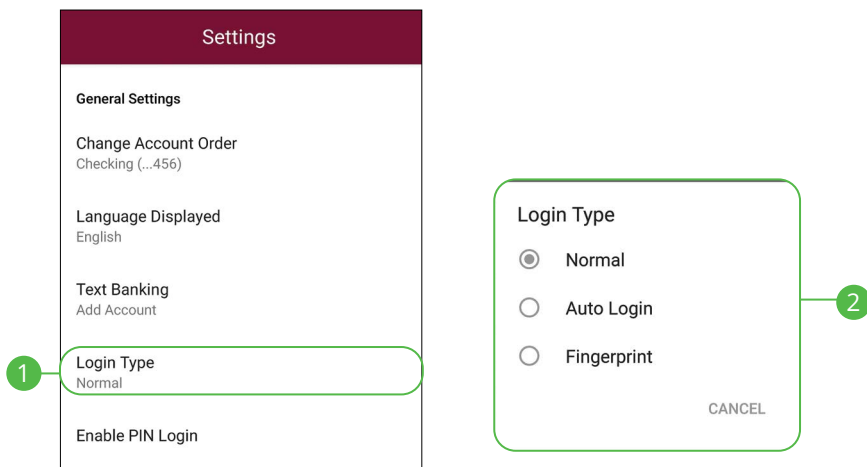 Settings
General Settings
Change Account Order
Checking (...456)
Language Displayed
English
Text Banking
Add Account
1
Login Type
Normal
Enable PIN Login
Login Type
Normal
Auto Login
Fingerprint
CANCEL
2